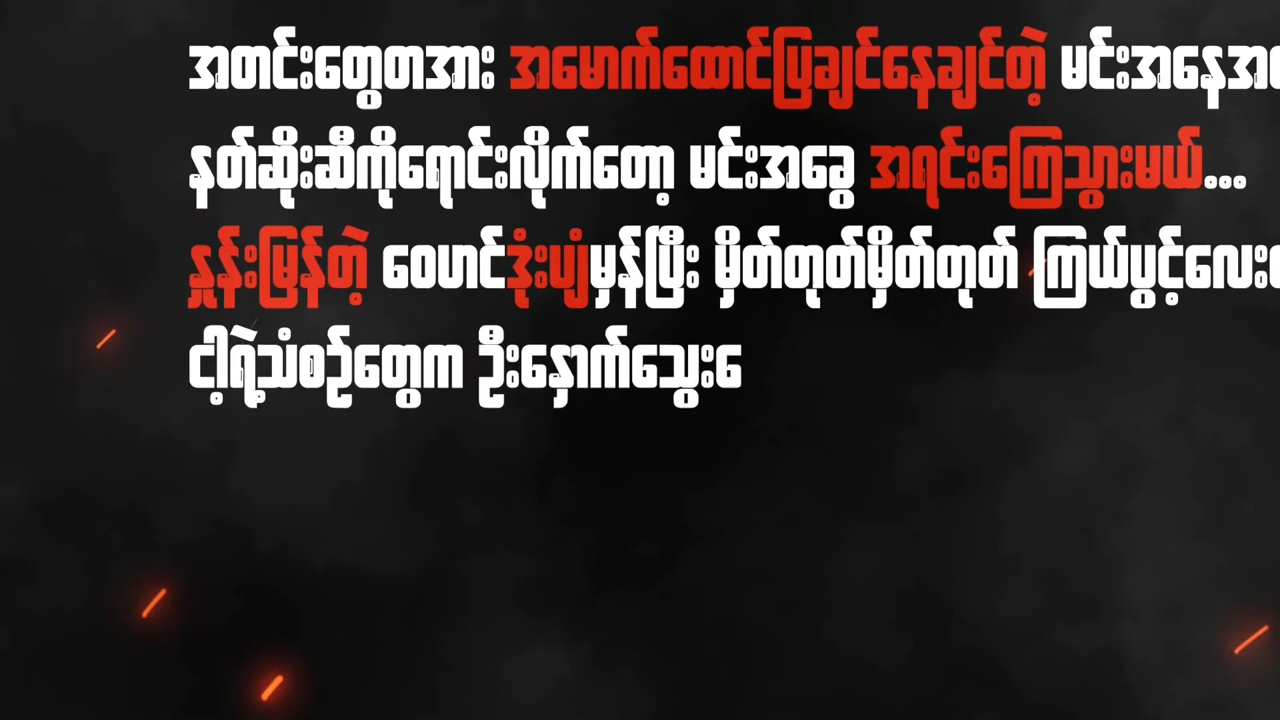 အတင်းတွေတအား အမောက်ထောင်ပြချင်နေချင်တဲ့ မင်းအနေအ
နတ်ဆိုးဆီကိုရောင်းလိုက်တော့ မင်းအခွေ အရင်းကြေသွားမယ်...
နှုန်းမြန်တဲ့ ဝေဟင်ဒုံးပျံမှန်ပြီး မှိတ်တုတ်မှိတ်တုတ် ကြယ်ပွင့်လေး
ငါ့ရဲ့သံစဉ်တွေက ဦးနှောက်သွေး